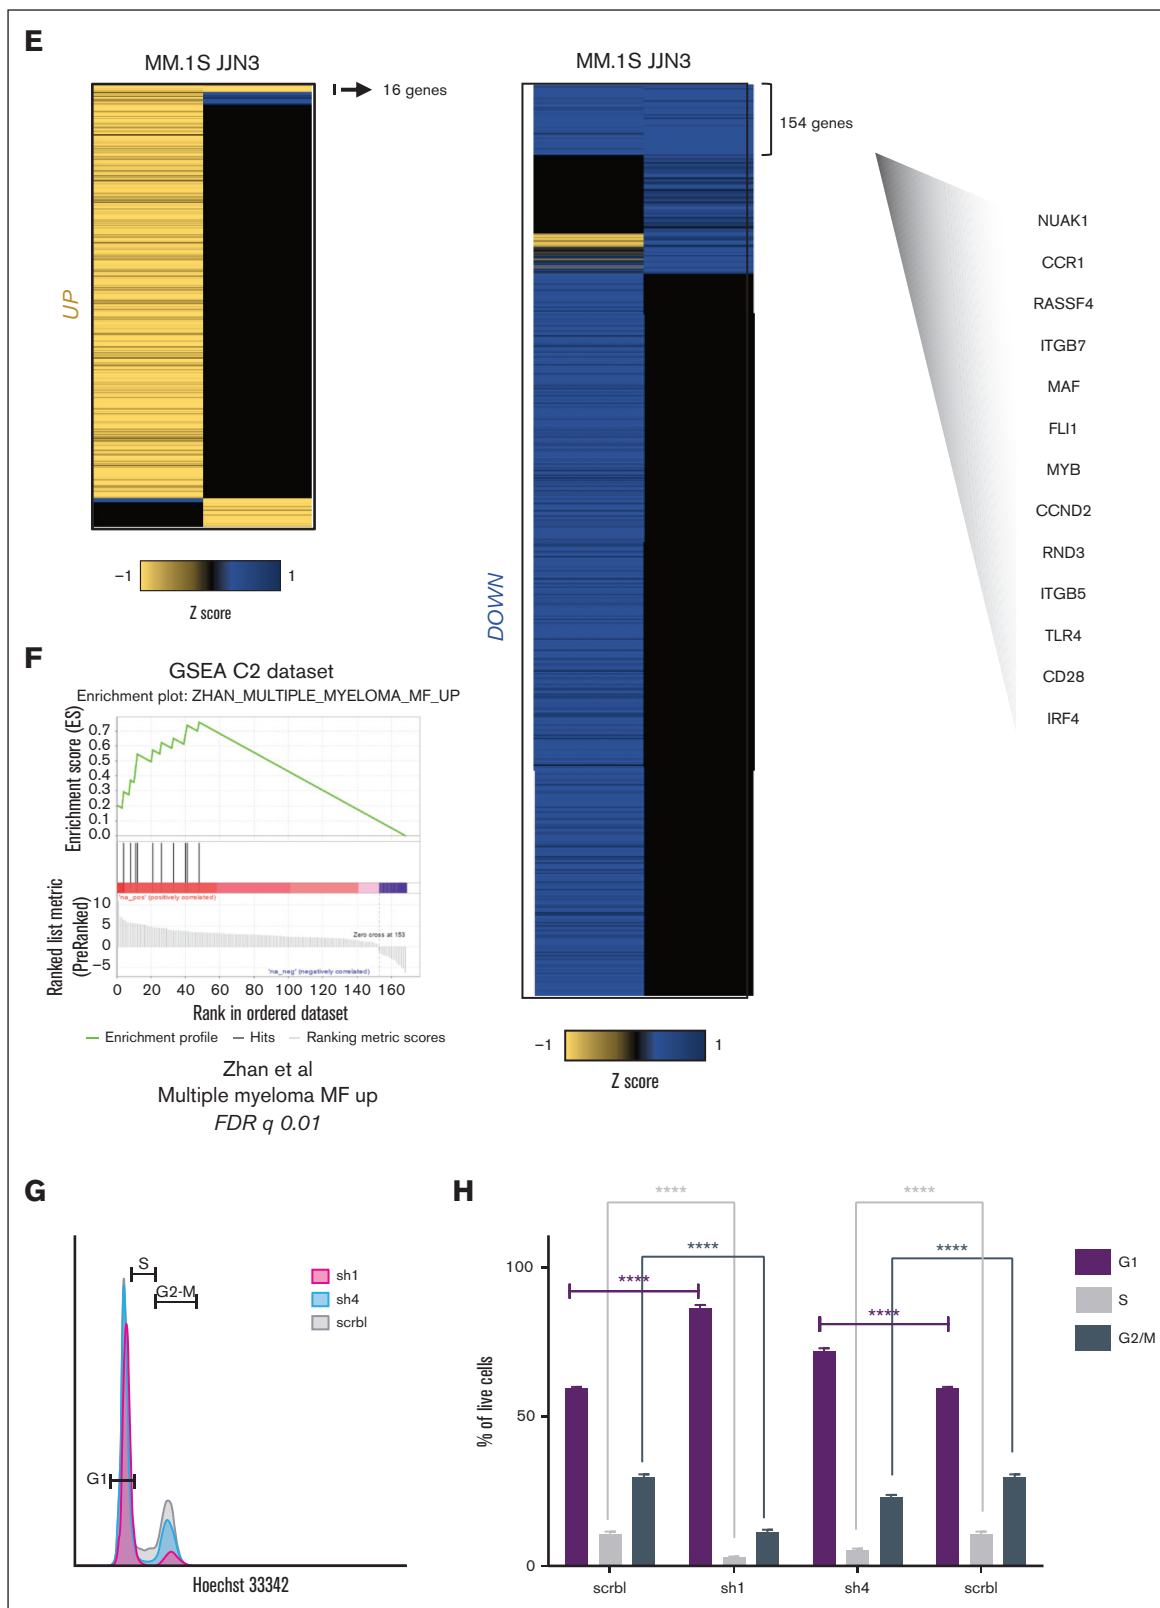 E
MM.1S JJN3
16 genes
UP
−1
1
Z score
MM.1S JJN3
154 genes
DOWN
−1
1
Z score
NUAK1
CCR1
RASSF4
ITGB7
MAF
FLI1
MYB
CCND2
RND3
ITGB5
TLR4
CD28
IRF4
F
GSEA C2 dataset
Enrichment plot: ZHAN_MULTIPLE_MYELOMA_MF_UP
Enrichment score (ES)
0.7
0.6
0.5
0.4
0.3
0.2
0.1
0.0
'na_pos' (positively correlated)
Ranked list metric
(PreRanked)
10
5
0
−5
Zero cross at 153
'na_neg' (negatively correlated)
0 20 40 60 80 100 120 140 160
Rank in ordered dataset
Enrichment profile Hits Ranking metric scores
Zhan et al
Multiple myeloma MF up
FDR q 0.01
G
S
G2-M
G1
sh1
sh4
scrbl
Hoechst 33342
H
% of live cells
100
50
0
**** ****
**** ****
**** ****
scrbl sh1 sh4 scrbl
G1
S
G2/M